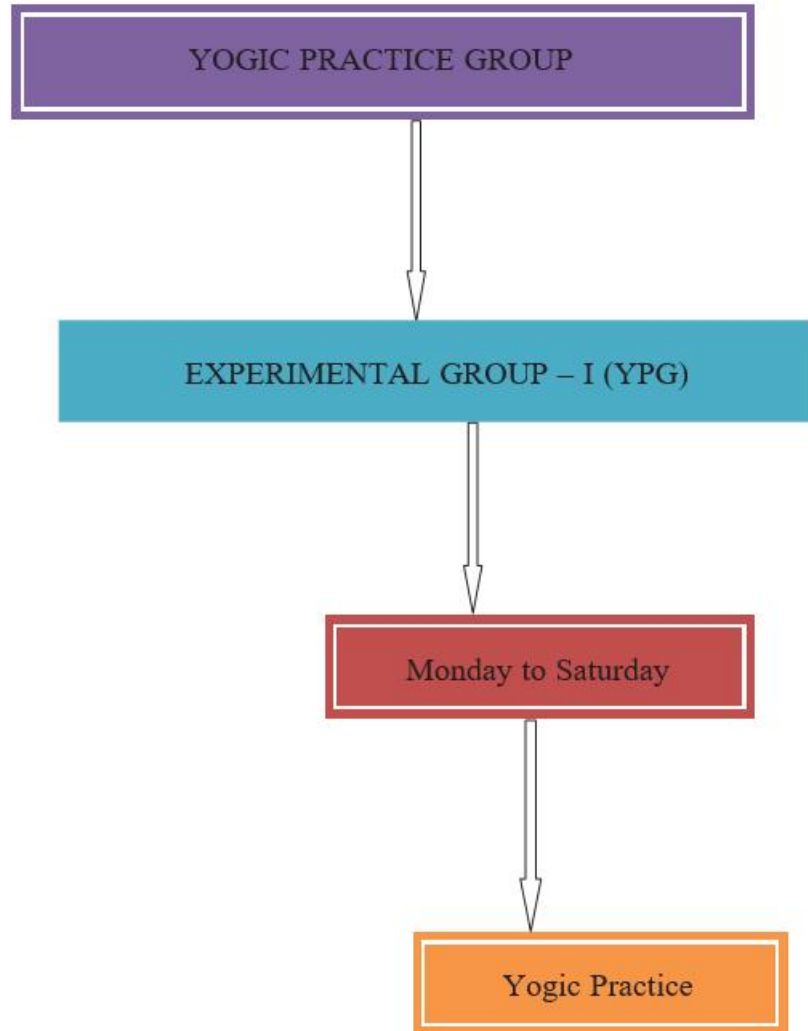 YOGIC PRACTICE GROUP
EXPERIMENTAL GROUP – I (YPG)
Monday to Saturday
Yogic Practice